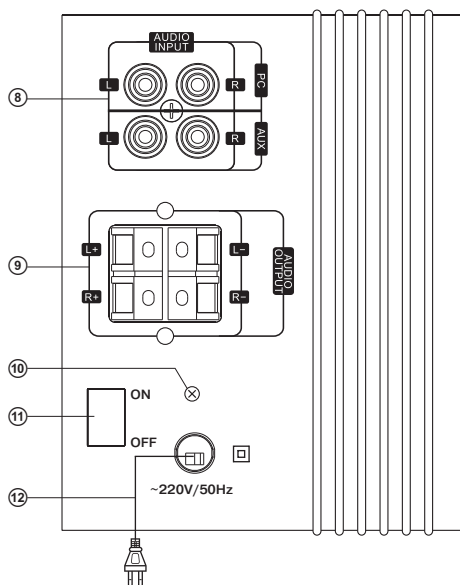 AUDIO
INPUT
8
L
R
PC
L
R
AUX
9
L+
L−
R+
R−
AUDIO
OUTPUT
10
11
ON
OFF
12
~220V/50Hz